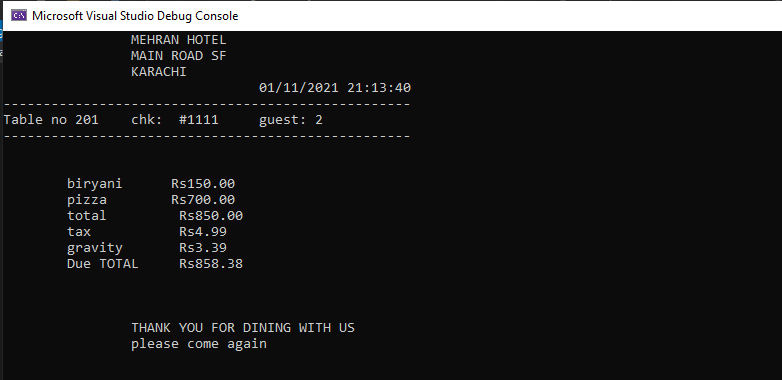 Microsoft Visual Studio Debug Console
MEHRAN HOTEL
MAIN ROAD SF
KARACHI
01/11/2021 21:13:40
---------------------------------------------------
Table no 201 chk: #1111 guest: 2
---------------------------------------------------
biryani Rs150.00
pizza Rs700.00
total Rs850.00
tax Rs4.99
gravity Rs3.39
Due TOTAL Rs858.38
THANK YOU FOR DINING WITH US
please come again